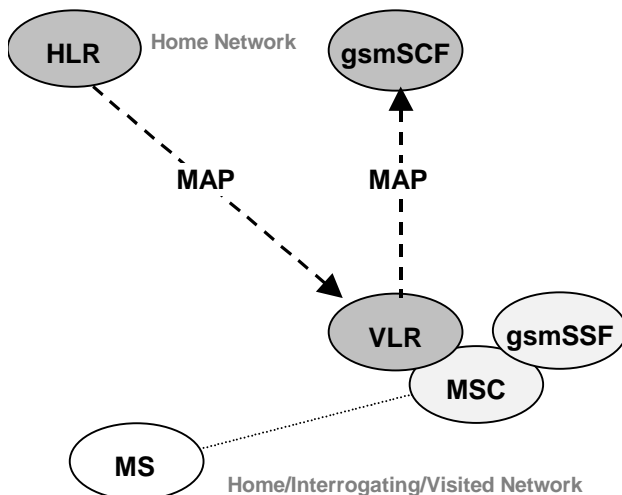 HLR
Home Network
gsmSCF
MAP
MAP
VLR
gsmSSF
MSC
MS
Home/Interrogating/Visited Network